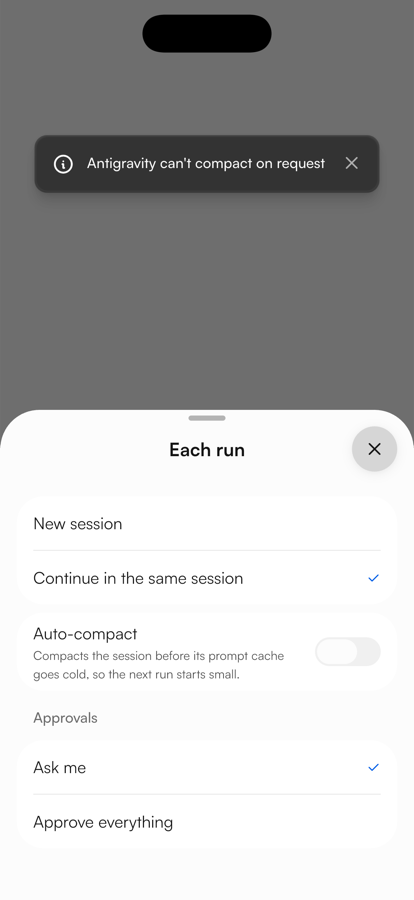 Antigravity can't compact on request
Each run
New session
Continue in the same session
Auto-compact
Compacts the session before its prompt cache
goes cold, so the next run starts small.
Approvals
Ask me
Approve everything